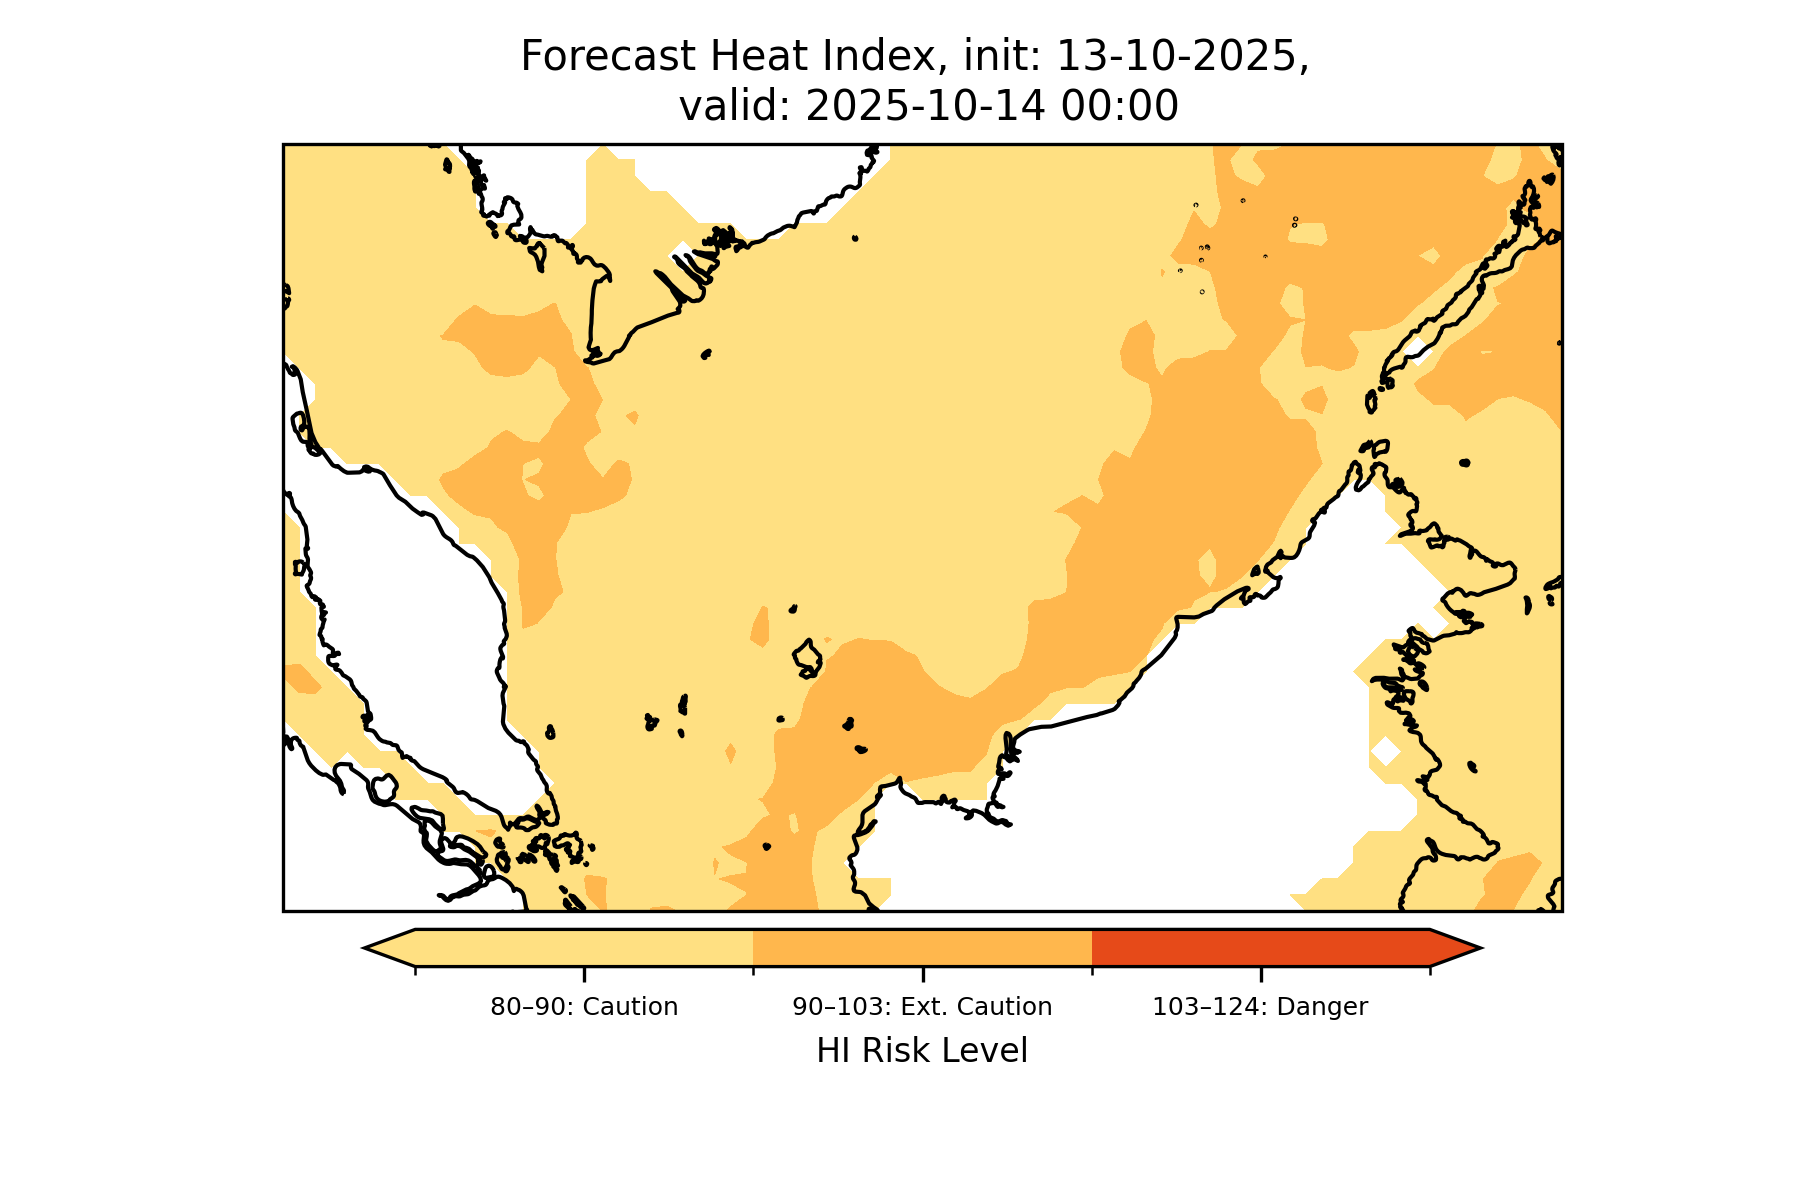 Forecast Heat Index, init: 13-10-2025,
valid: 2025-10-14 00:00
80–90: Caution
90–103: Ext. Caution
103–124: Danger
HI Risk Level